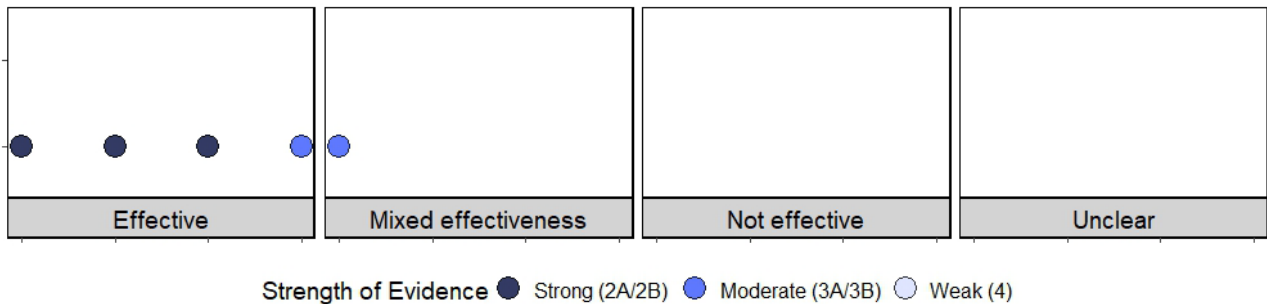 Effective
Mixed effectiveness
Not effective
Unclear
Strength of Evidence Strong (2A/2B) Moderate (3A/3B) Weak (4)